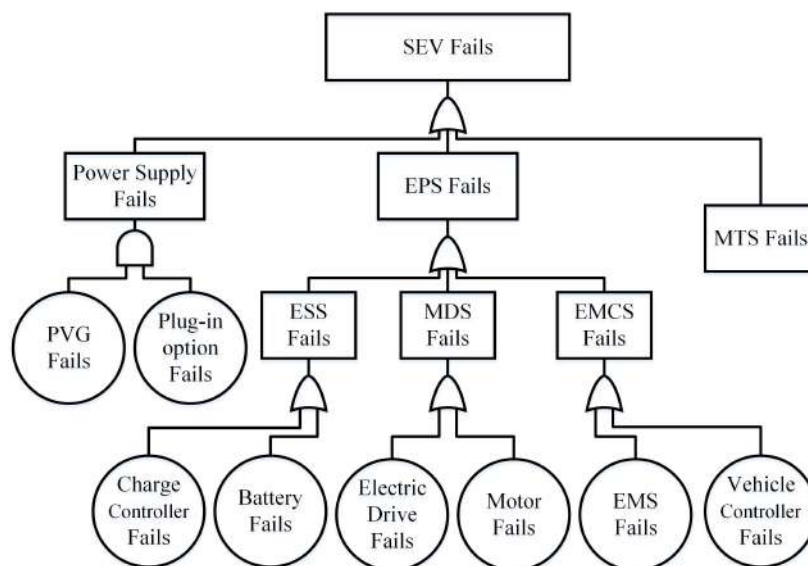 SEV Fails
Power Supply
Fails
EPS Fails
MTS Fails
PVG
Fails
Plug-in
option
Fails
ESS
Fails
MDS
Fails
EMCS
Fails
Charge
Controller
Fails
Battery
Fails
Electric
Drive
Fails
Motor
Fails
EMS
Fails
Vehicle
Controller
Fails